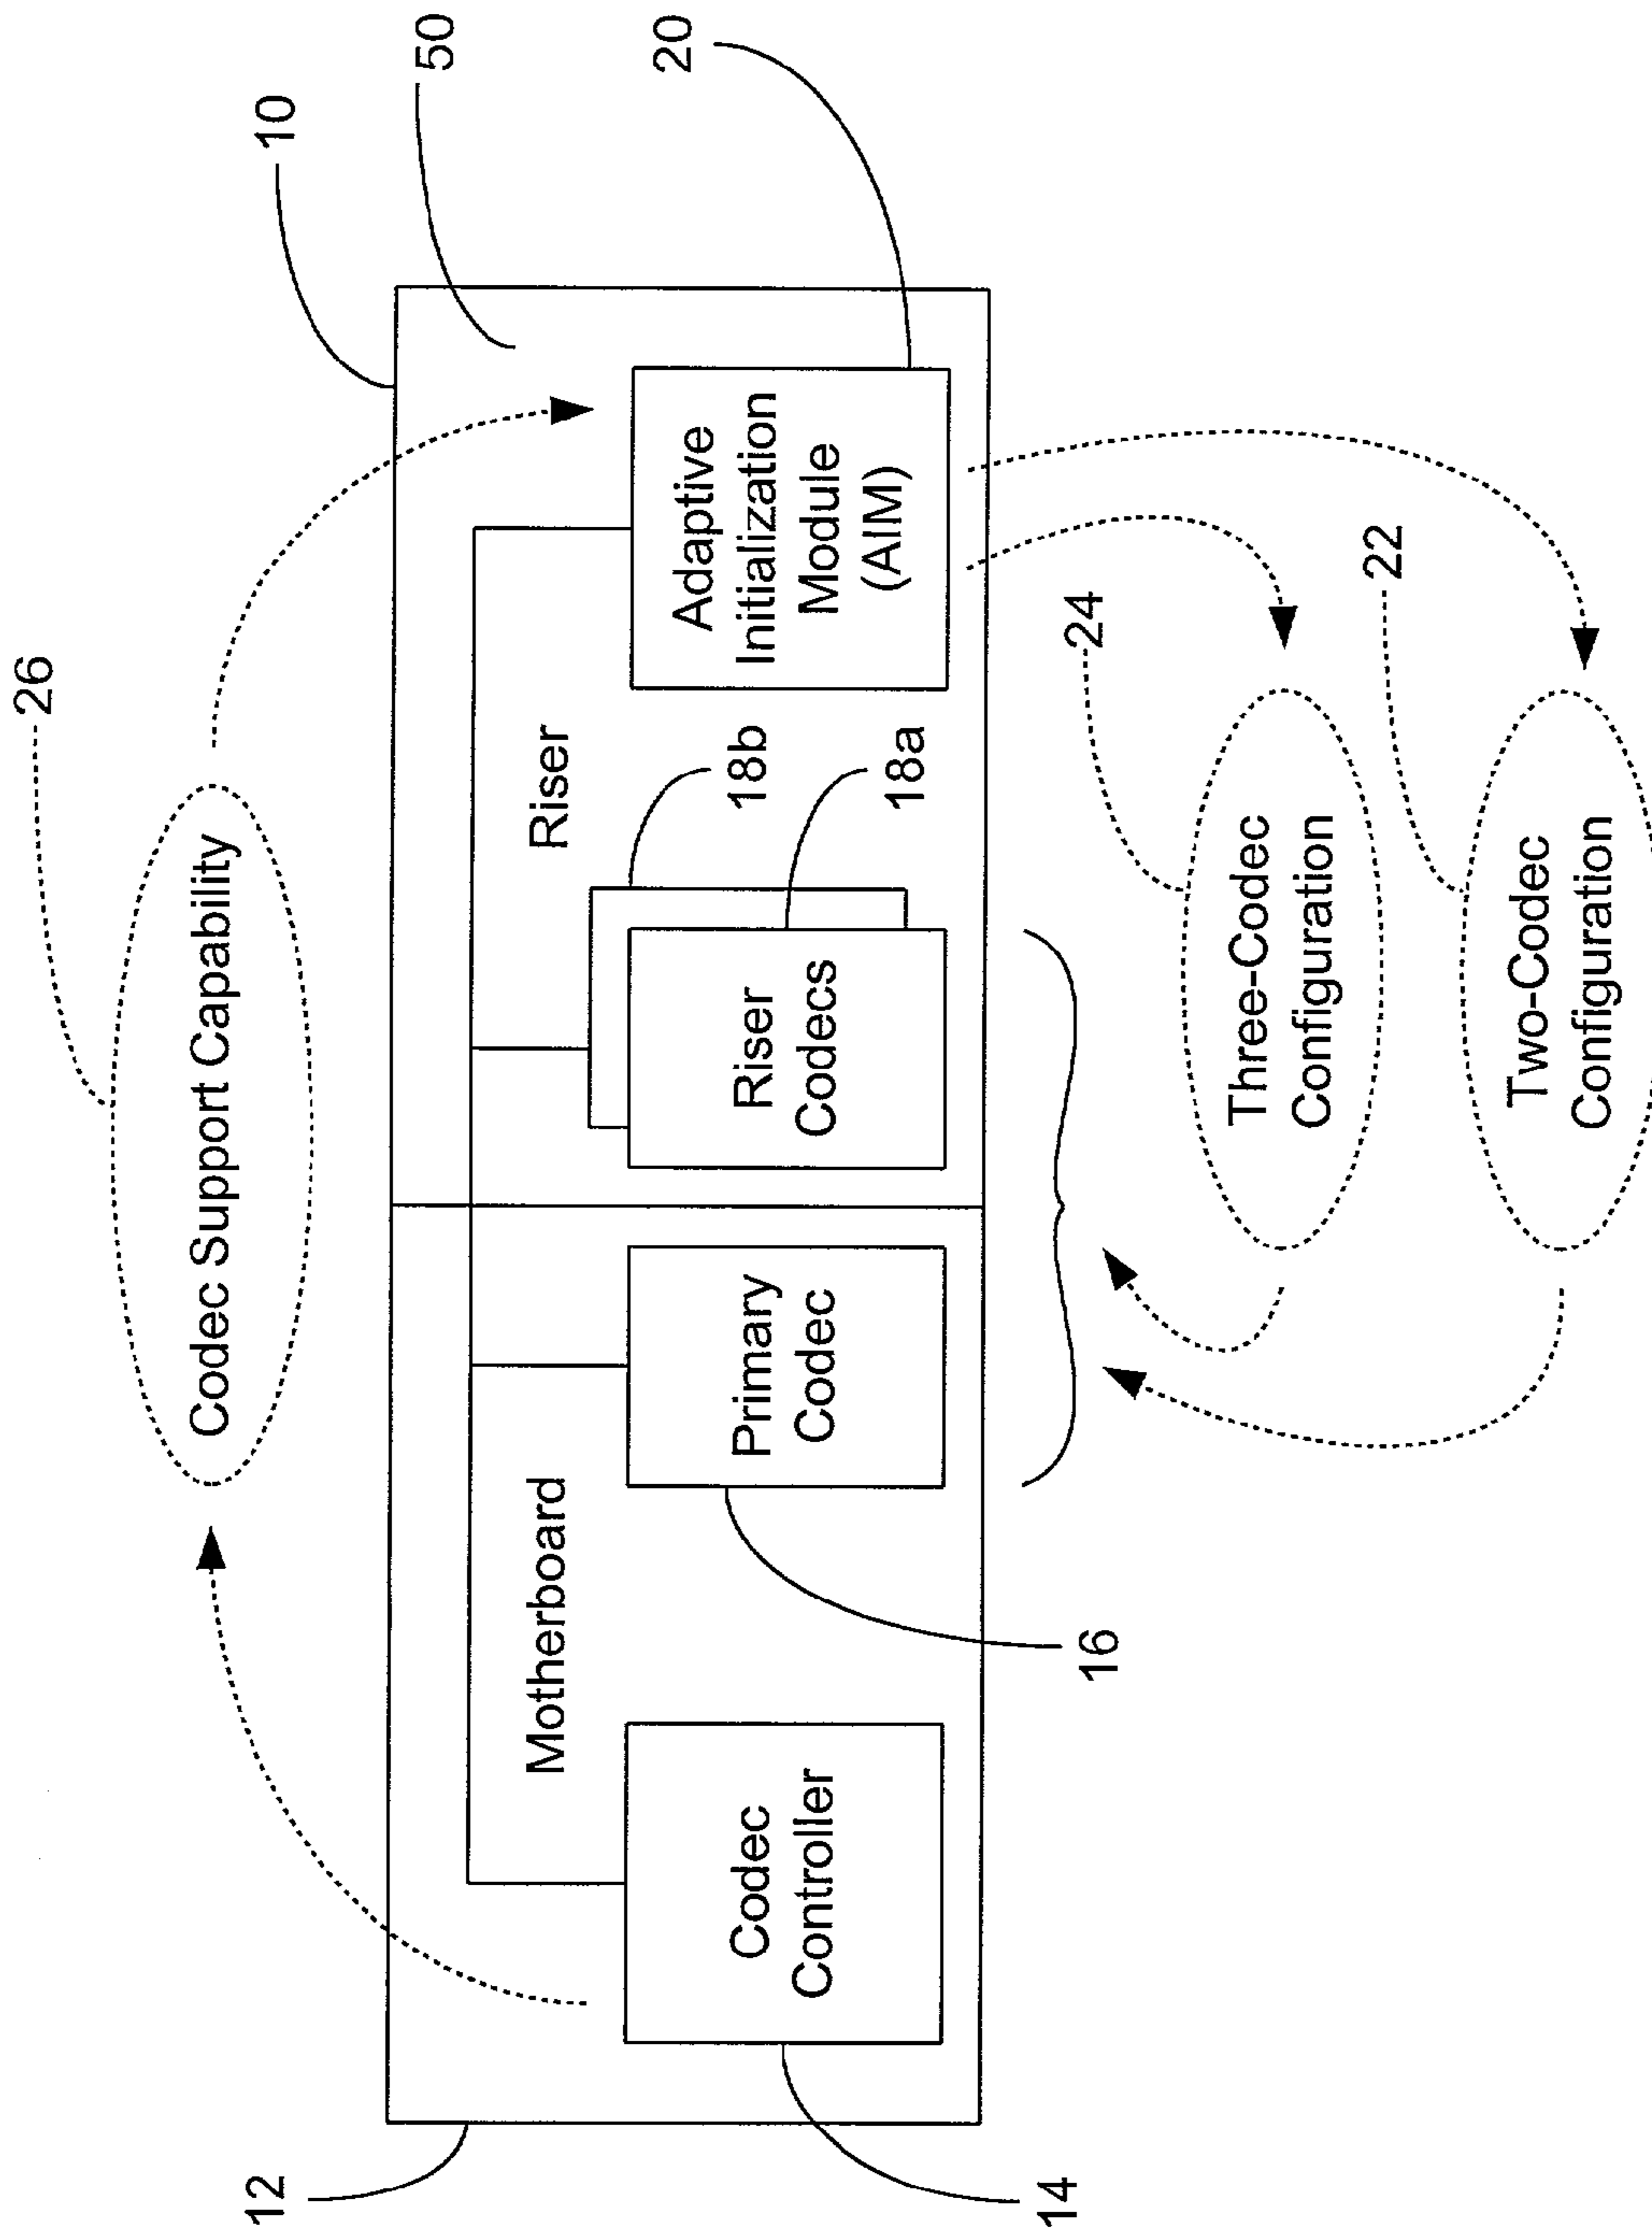 26
Codec Support Capability
10
50
20
12
Motherboard
Riser
Codec
Controller
Primary
Codec
Riser
Codecs
18b
18a
Adaptive
Initialization
Module
(AIM)
14
16
24
Three-Codec
Configuration
22
Two-Codec
Configuration